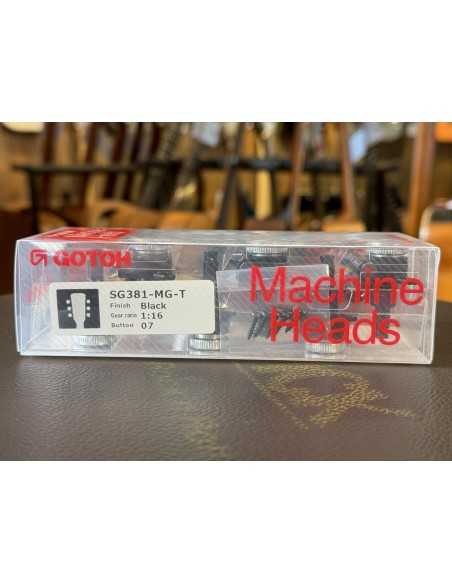 GOTOH
SG381-MG-T
Finish Black
Gear ratio 1:16
Button 07
Machine
Heads